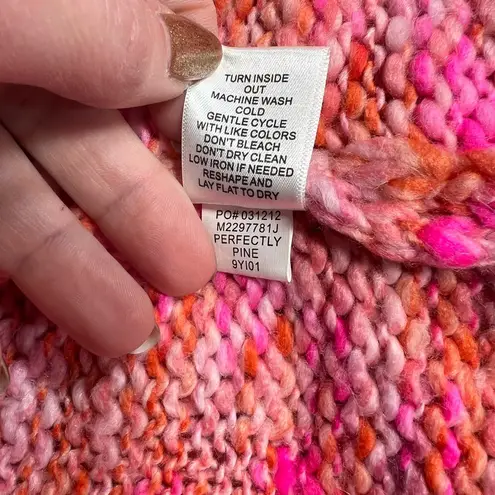 TURN INSIDE
OUT
MACHINE WASH
COLD
GENTLE CYCLE
WITH LIKE COLORS
DON'T BLEACH
DON'T DRY CLEAN
LOW IRON IF NEEDED
RESHAPE AND
LAY FLAT TO DRY
PO# 031212
M2297781J
PERFECTLY
PINE
9YI01